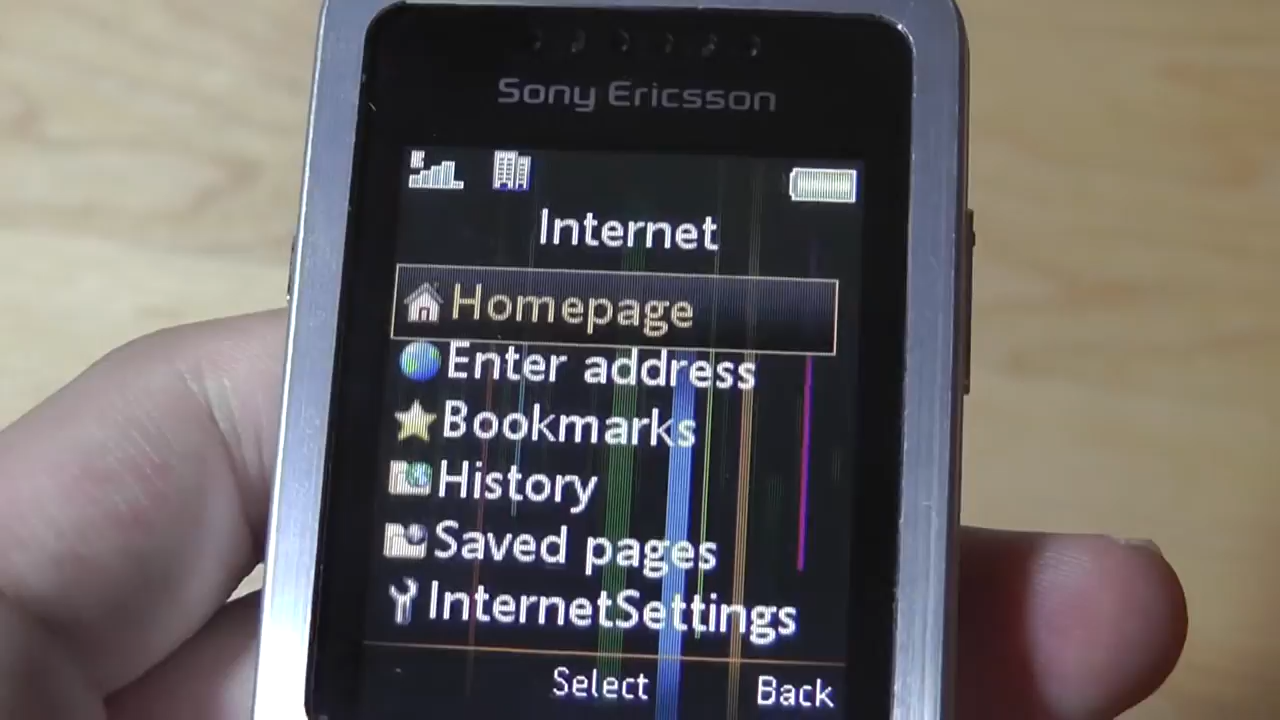 Sony Ericsson
Internet
Homepage
Enter address
Bookmarks
History
Saved pages
InternetSettings
Select Back